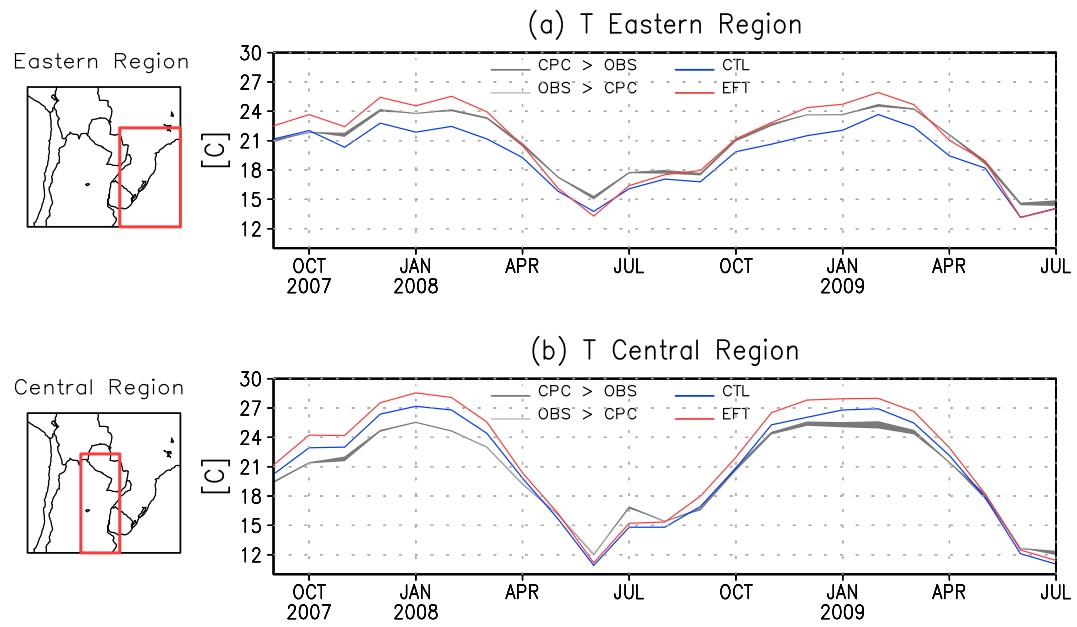 (a) T Eastern Region
Eastern Region
[C]
30
27
24
21
18
15
12
CPC > OBS
OBS > CPC
CTL
EFT
OCT
2007
JAN
2008
APR
JUL
OCT
JAN
2009
APR
JUL
(b) T Central Region
Central Region
[C]
30
27
24
21
18
15
12
CPC > OBS
OBS > CPC
CTL
EFT
OCT
2007
JAN
2008
APR
JUL
OCT
JAN
2009
APR
JUL